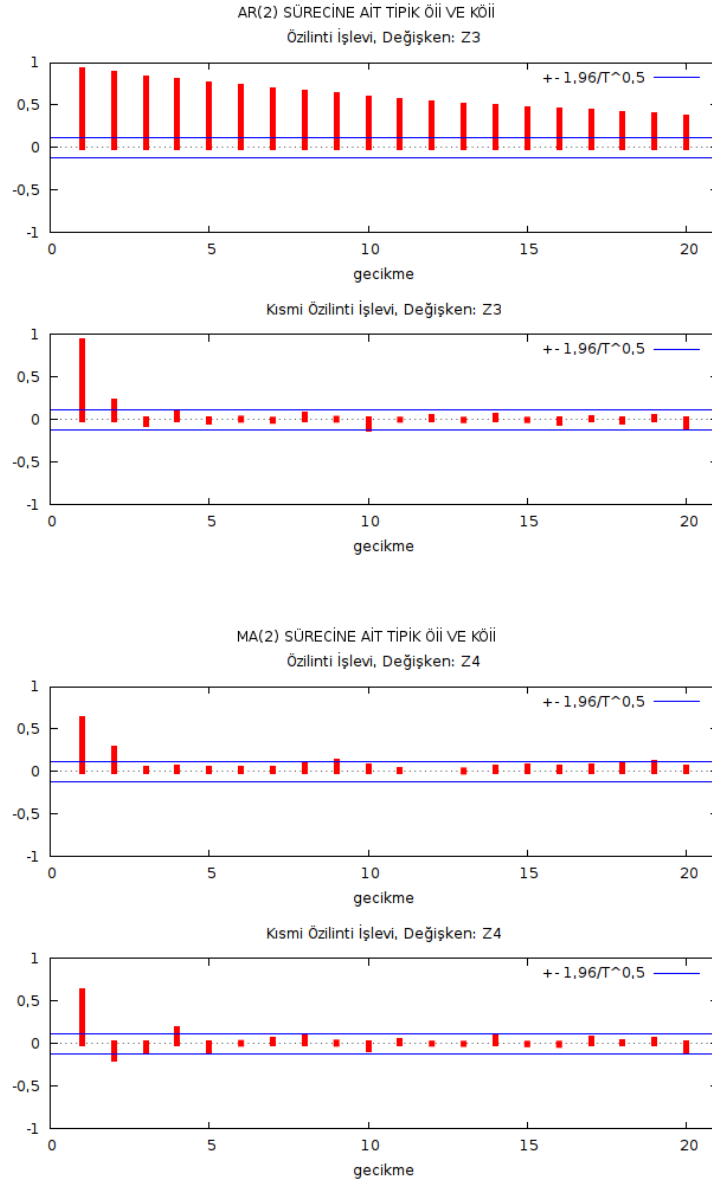 AR(2) SÜRECİNE AİT TİPİK Öİİ VE KÖİİ
Özilinti İşlevi, Değişken: Z3
+- 1,96/T^0,5
1
0,5
0
-0,5
-1
0 5 10 15 20
gecikme
Kısmi Özilinti İşlevi, Değişken: Z3
+- 1,96/T^0,5
1
0,5
0
-0,5
-1
0 5 10 15 20
gecikme
MA(2) SÜRECİNE AİT TİPİK Öİİ VE KÖİİ
Özilinti İşlevi, Değişken: Z4
+- 1,96/T^0,5
1
0,5
0
-0,5
-1
0 5 10 15 20
gecikme
Kısmi Özilinti İşlevi, Değişken: Z4
+- 1,96/T^0,5
1
0,5
0
-0,5
-1
0 5 10 15 20
gecikme